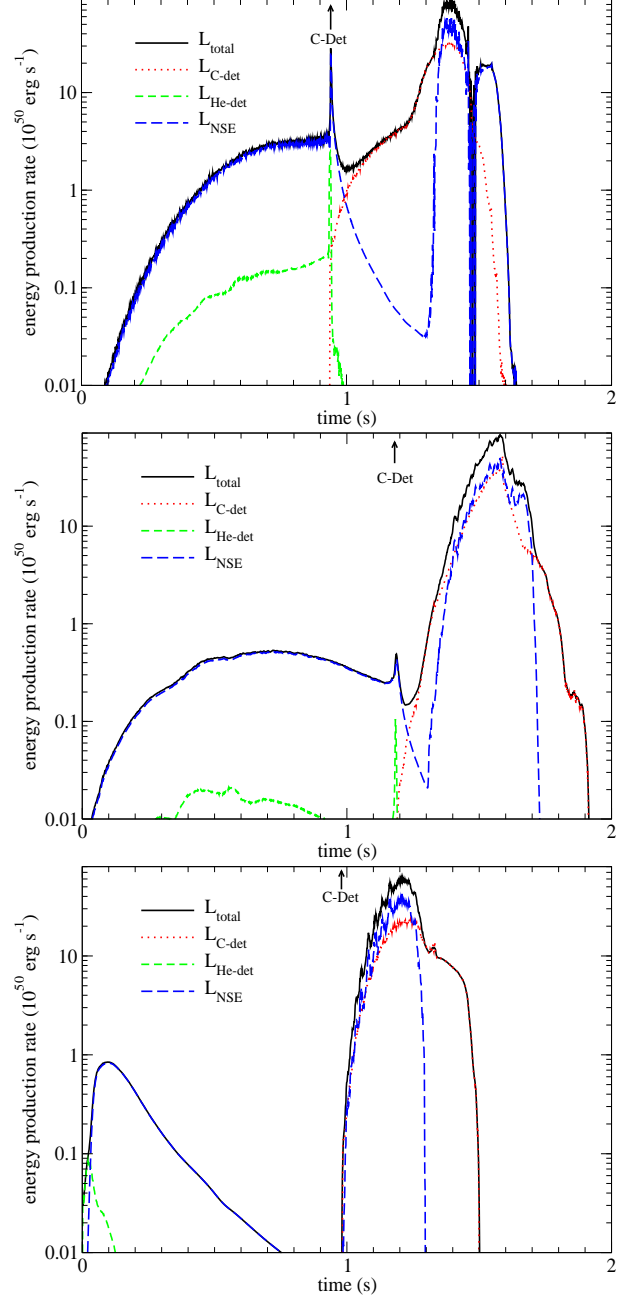 energy production rate (10^50 erg s^-1)
L_total
L_C-det
L_He-det
L_NSE
C-Det
10
1
0.1
0.01
0
1
2
time (s)
energy production rate (10^50 erg s^-1)
L_total
L_C-det
L_He-det
L_NSE
C-Det
10
1
0.1
0.01
0
1
2
time (s)
energy production rate (10^50 erg s^-1)
C-Det
L_total
L_C-det
L_He-det
L_NSE
10
1
0.1
0.01
0
1
2
time (s)